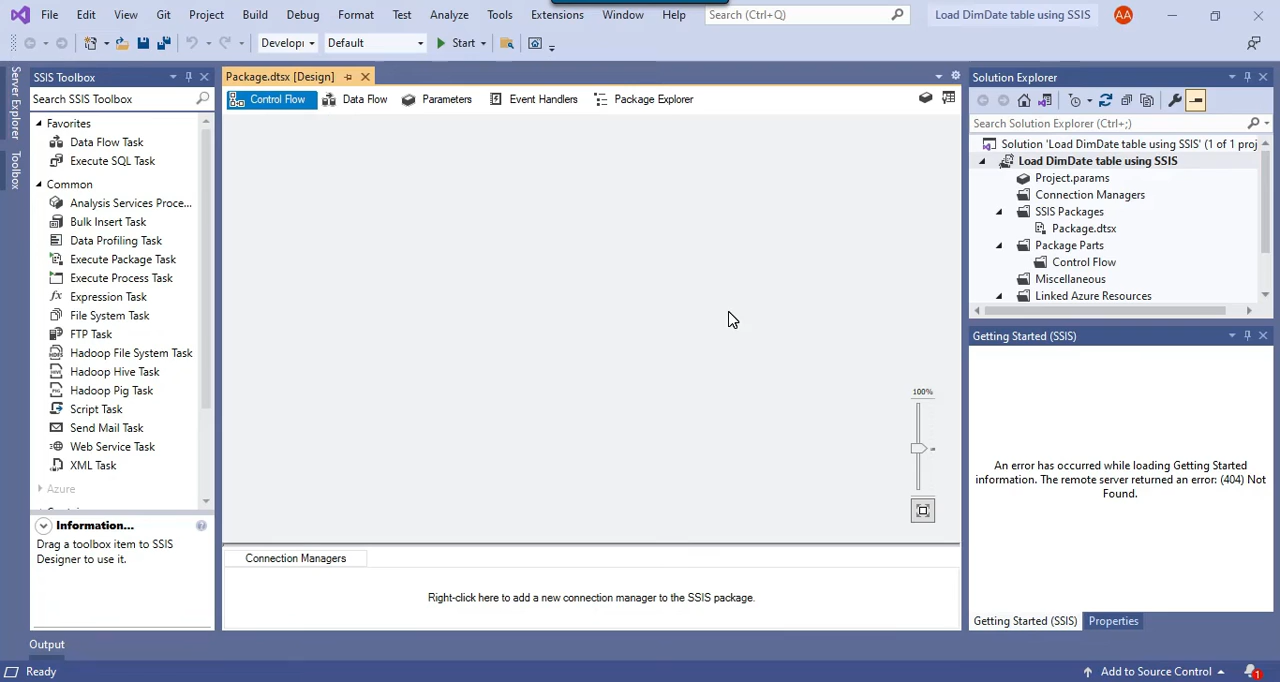 File Edit View Git Project Build Debug Format Test Analyze Tools Extensions Window Help Search (Ctrl+Q) Load DimDate table using SSIS AA
Developı Default Start
Server Explorer
Toolbox
SSIS Toolbox
Search SSIS Toolbox
Favorites
Data Flow Task
Execute SQL Task
Common
Analysis Services Proce...
Bulk Insert Task
Data Profiling Task
Execute Package Task
Execute Process Task
Expression Task
File System Task
FTP Task
Hadoop File System Task
Hadoop Hive Task
Hadoop Pig Task
Script Task
Send Mail Task
Web Service Task
XML Task
Azure
Information...
Drag a toolbox item to SSIS
Designer to use it.
Package.dtsx [Design]
Control Flow Data Flow Parameters Event Handlers Package Explorer
100%
Connection Managers
Right-click here to add a new connection manager to the SSIS package.
Solution Explorer
Search Solution Explorer (Ctrl+;)
Solution 'Load DimDate table using SSIS' (1 of 1 proj
Load DimDate table using SSIS
Project.params
Connection Managers
SSIS Packages
Package.dtsx
Package Parts
Control Flow
Miscellaneous
Linked Azure Resources
Getting Started (SSIS)
An error has occurred while loading Getting Started
information. The remote server returned an error: (404) Not
Found.
Getting Started (SSIS) Properties
Output
Ready Add to Source Control 1